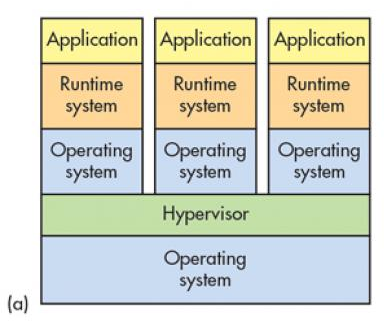 Application Application Application
Runtime Runtime Runtime
system system system
Operating Operating Operating
system system system
Hypervisor
Operating
system
(a)